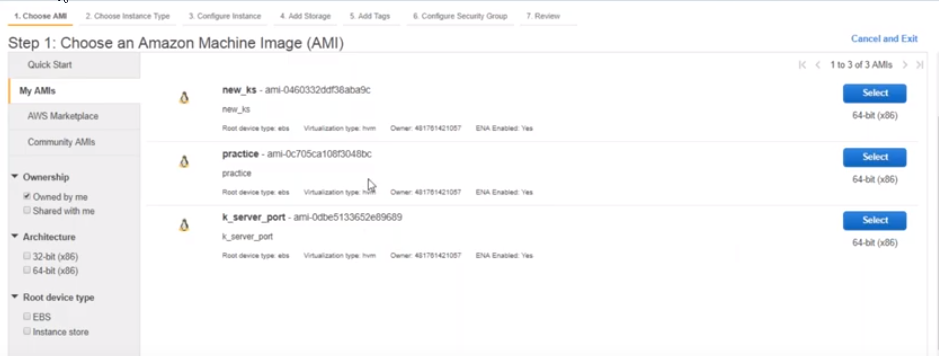 1. Choose AMI 2. Choose Instance Type 3. Configure Instance 4. Add Storage 5. Add Tags 6. Configure Security Group 7. Review
Step 1: Choose an Amazon Machine Image (AMI)
Cancel and Exit
Quick Start
My AMIs
AWS Marketplace
Community AMIs
Ownership
Owned by me
Shared with me
Architecture
32-bit (x86)
64-bit (x86)
Root device type
EBS
Instance store
1 to 3 of 3 AMIs
new_ks - ami-0460332ddf38aba9c
new_ks
Root device type: ebs Virtualization type: hvm Owner: 481761421057 ENA Enabled: Yes
Select
64-bit (x86)
practice - ami-0c705ca108f3048bc
practice
Root device type: ebs Virtualization type: hvm Owner: 481761421057 ENA Enabled: Yes
Select
64-bit (x86)
k_server_port - ami-0dbe5133652e89689
k_server_port
Root device type: ebs Virtualization type: hvm Owner: 481761421057 ENA Enabled: Yes
Select
64-bit (x86)